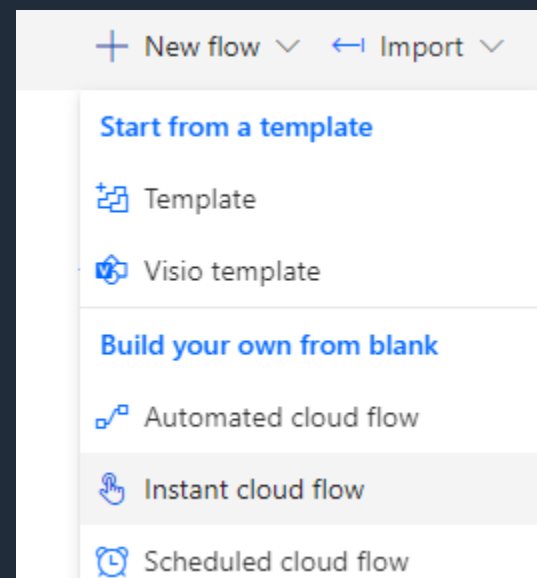 New flow Import
Start from a template
Template
Visio template
Build your own from blank
Automated cloud flow
Instant cloud flow
Scheduled cloud flow